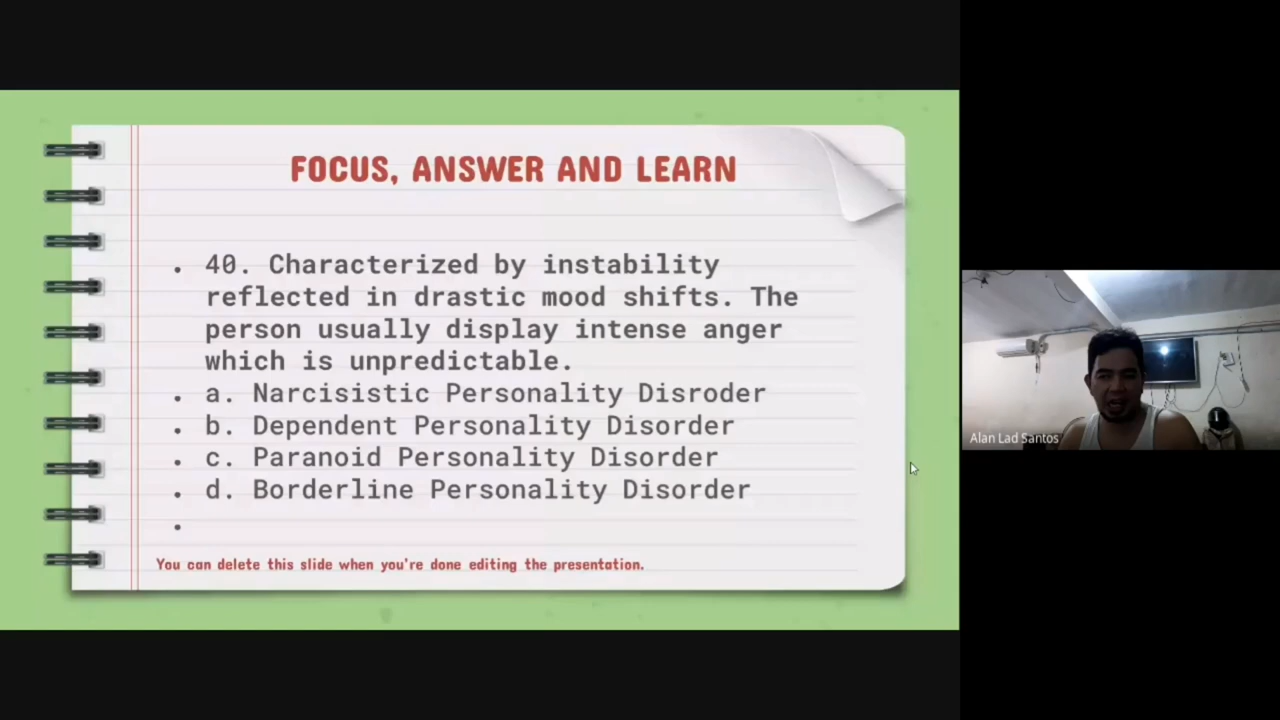 FOCUS, ANSWER AND LEARN
40. Characterized by instability
reflected in drastic mood shifts. The
person usually display intense anger
which is unpredictable.
a. Narcisistic Personality Disroder
b. Dependent Personality Disorder
c. Paranoid Personality Disorder
d. Borderline Personality Disorder
You can delete this slide when you're done editing the presentation.
Alan Lad Santos